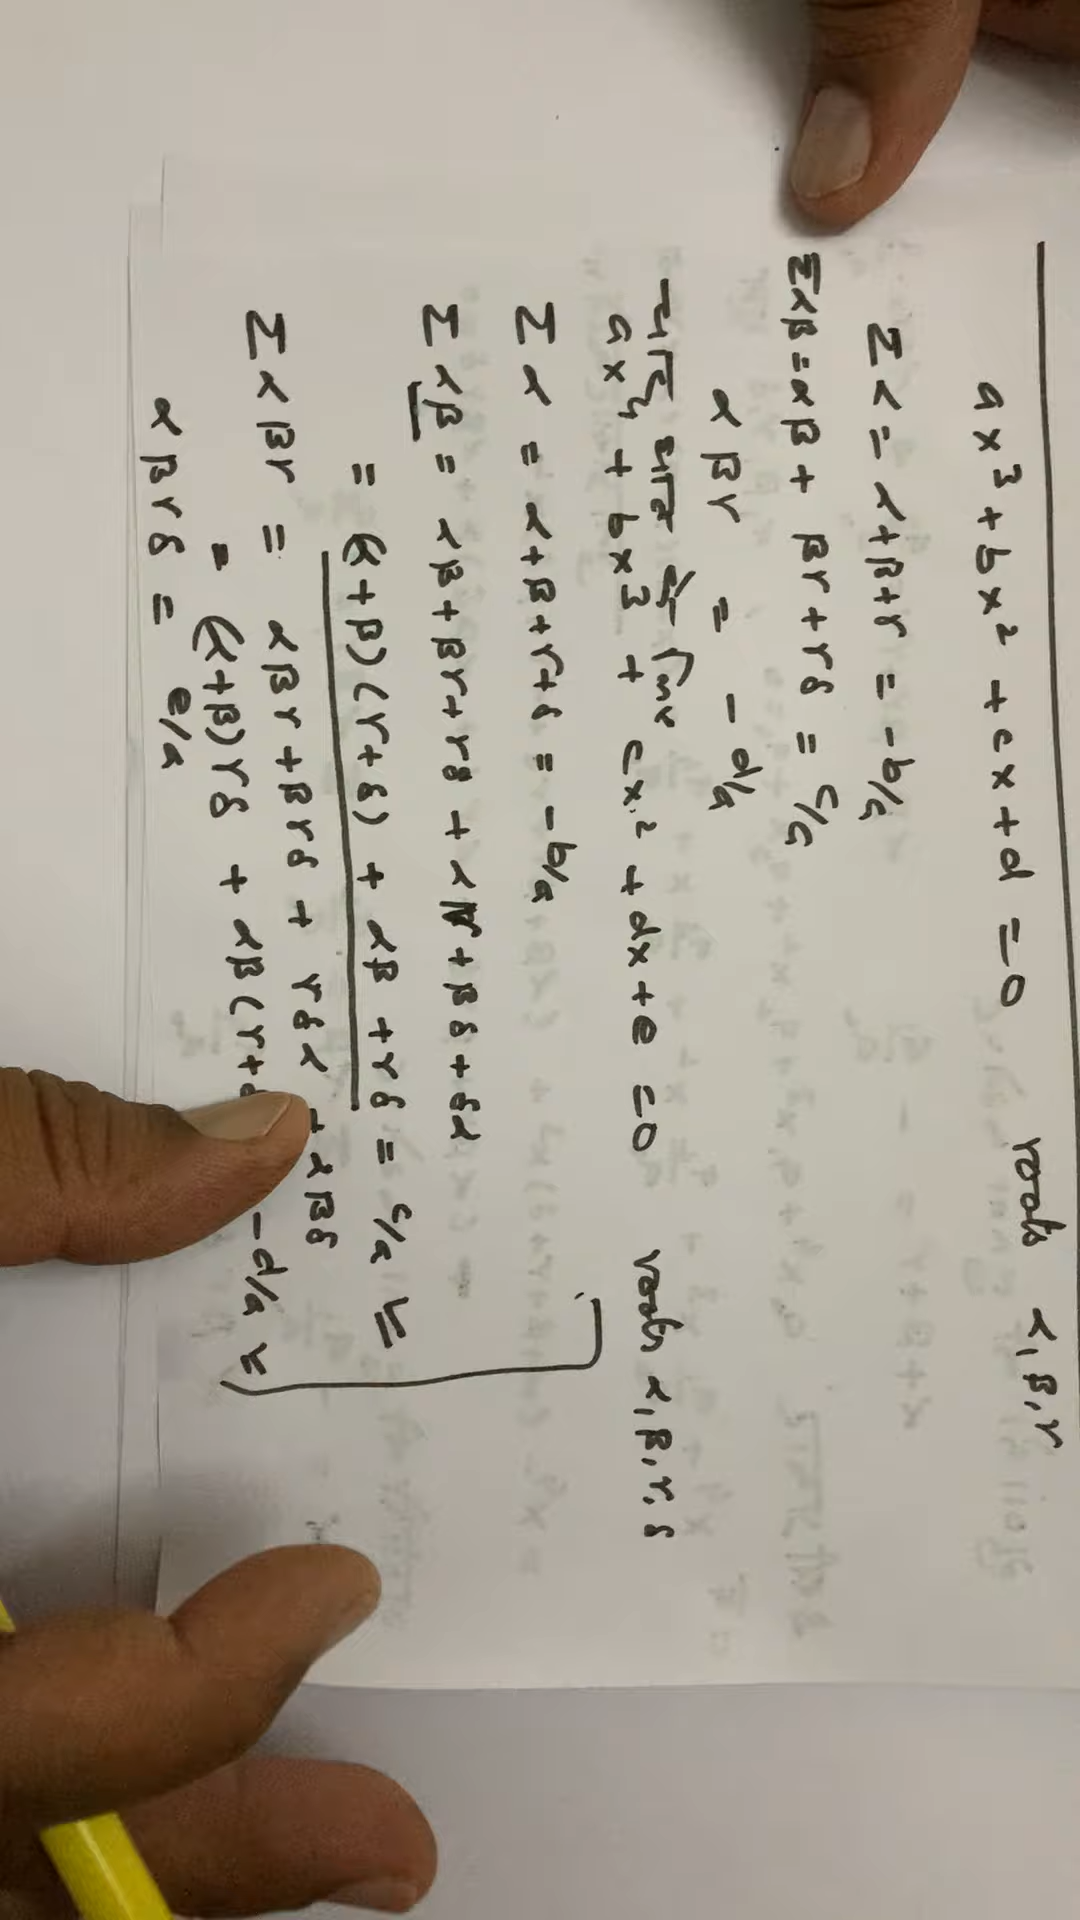 ax³ + bx² + cx + d = 0 roots α, β, γ
Σα = α+β+γ = -b/a
Σαβ = αβ + βγ + γδ = c/a
αβγ = - d/a
चार घात के लिए
ax⁴ + bx³ + cx² + dx + e = 0 roots α, β, γ, δ
Σα = α+β+γ+δ = -b/a
Σαβ = αβ + βγ + γδ + αγ + βδ + δα
= (α+β)(γ+δ) + αβ + γδ = c/a
Σαβγ = αβγ + βγδ + γδα + αβδ
= (α+β)γδ + αβ(γ+ -d/a
αβγδ = e/a